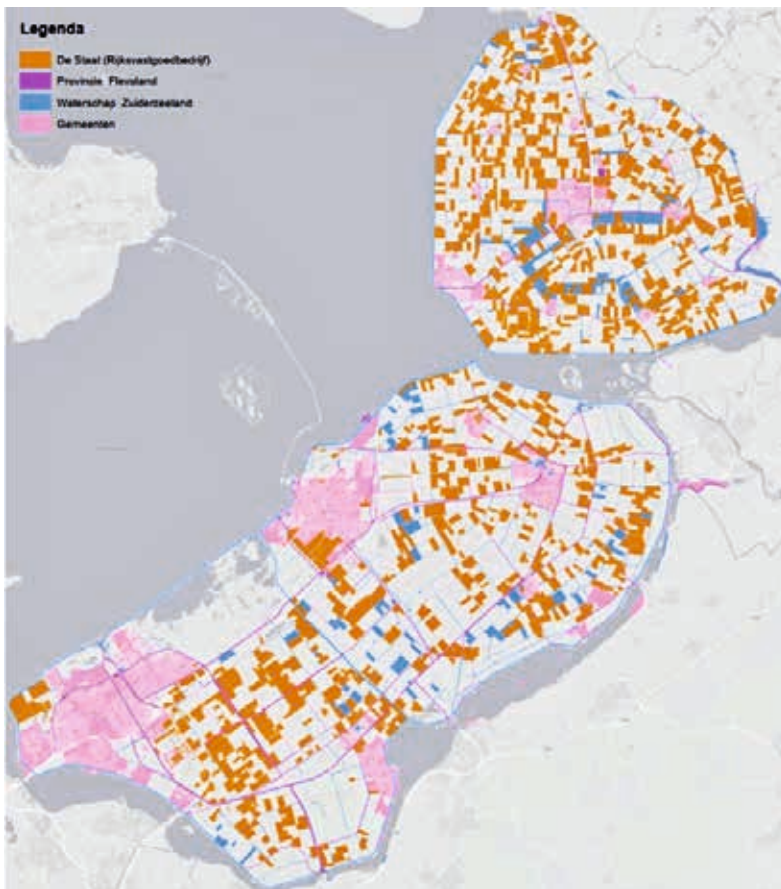 Legenda
De Staat (Rijksvastgoedbedrijf)
Provincie Flevoland
Waterschap Zuiderzeeland
Gemeenten